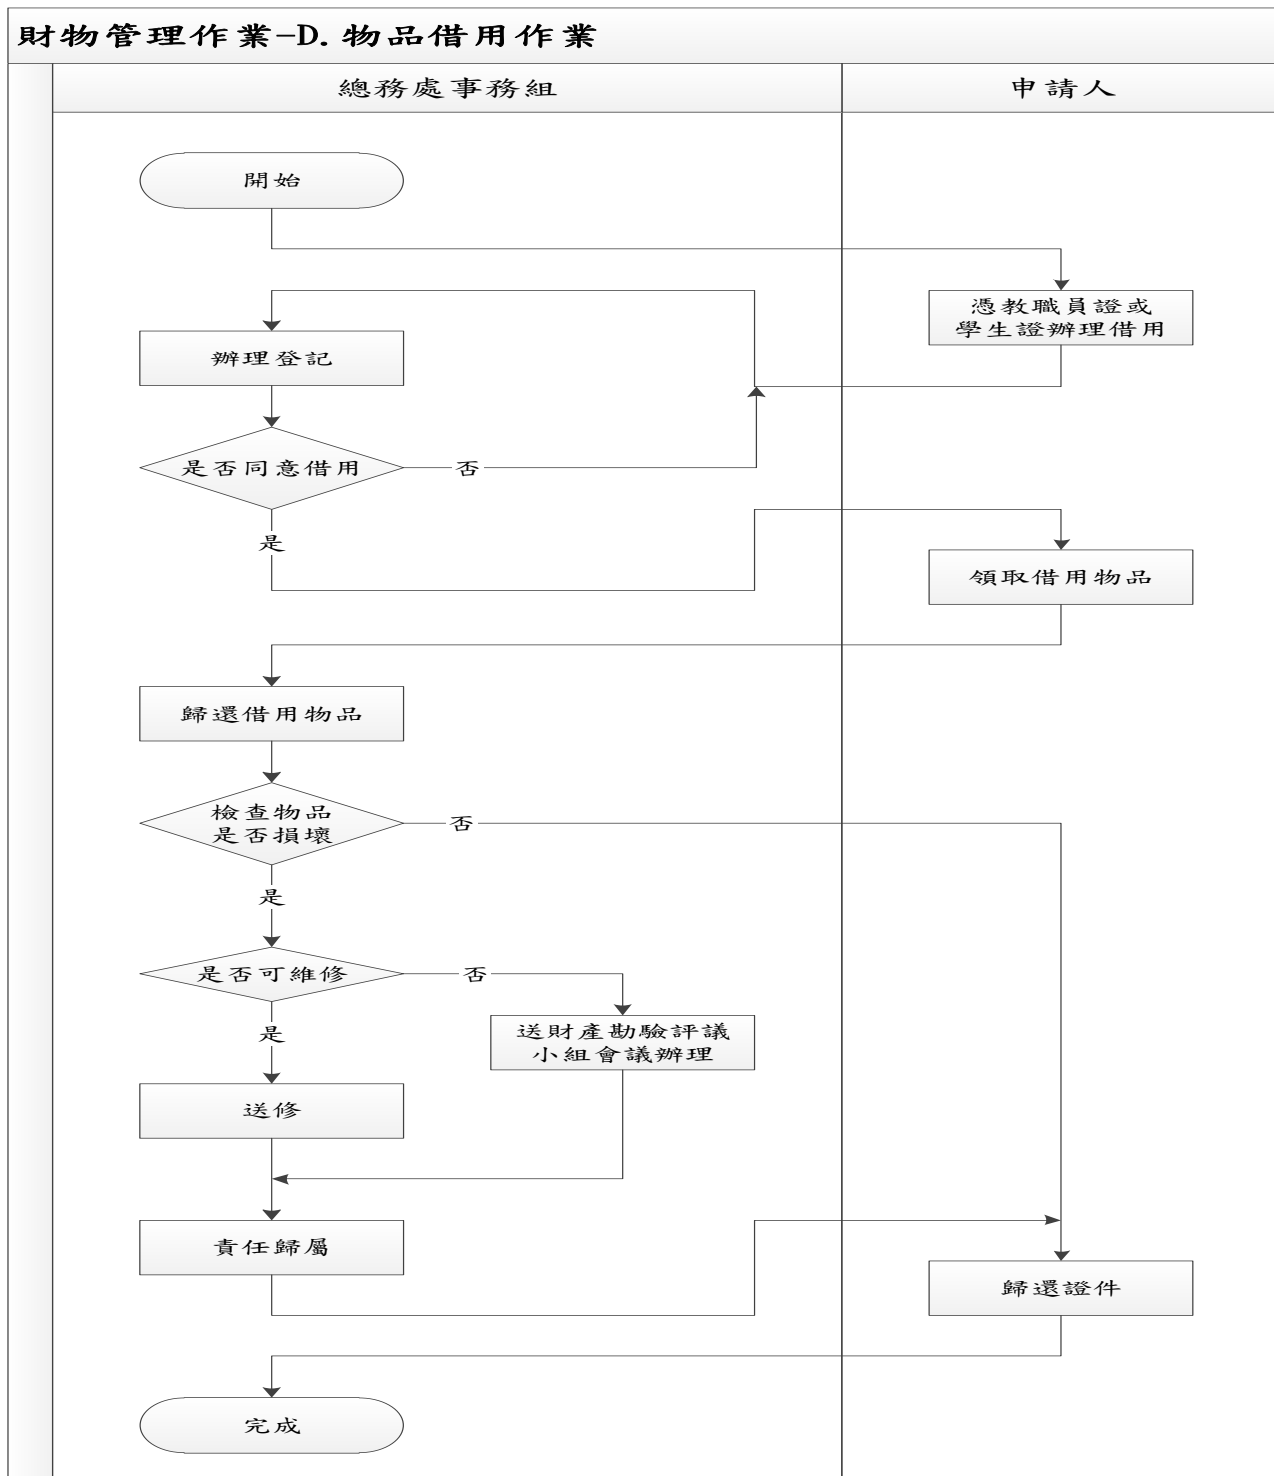 財物管理作業-D.物品借用作業
總務處事務組
申請人
開始
憑教職員證或
學生證辦理借用
辦理登記
是否同意借用
否
是
領取借用物品
歸還借用物品
檢查物品
是否損壞
否
是
是否可維修
否
是
送財產勘驗評議
小組會議辦理
送修
責任歸屬
歸還證件
完成